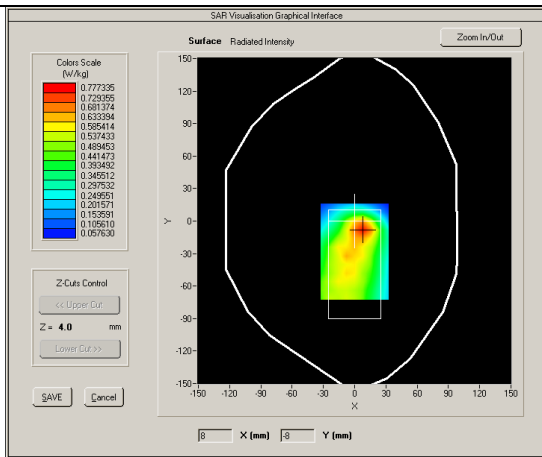 SAR Visualisation Graphical Interface
Surface Radiated Intensity
Zoom In/Out
Colors Scale
(W/kg)
0.777335
0.729355
0.681374
0.633394
0.585414
0.537433
0.489453
0.441473
0.393492
0.345512
0.297532
0.249551
0.201571
0.153591
0.105610
0.057630
Z-Cuts Control
<< Upper Cut
Z = 4.0 mm
Lower Cut >>
SAVE
Cancel
150
120
90
60
30
0
-30
-60
-90
-120
-150
Y
-150 -120 -90 -60 -30 0 30 60 90 120 150
X
8 X (mm) -8 Y (mm)